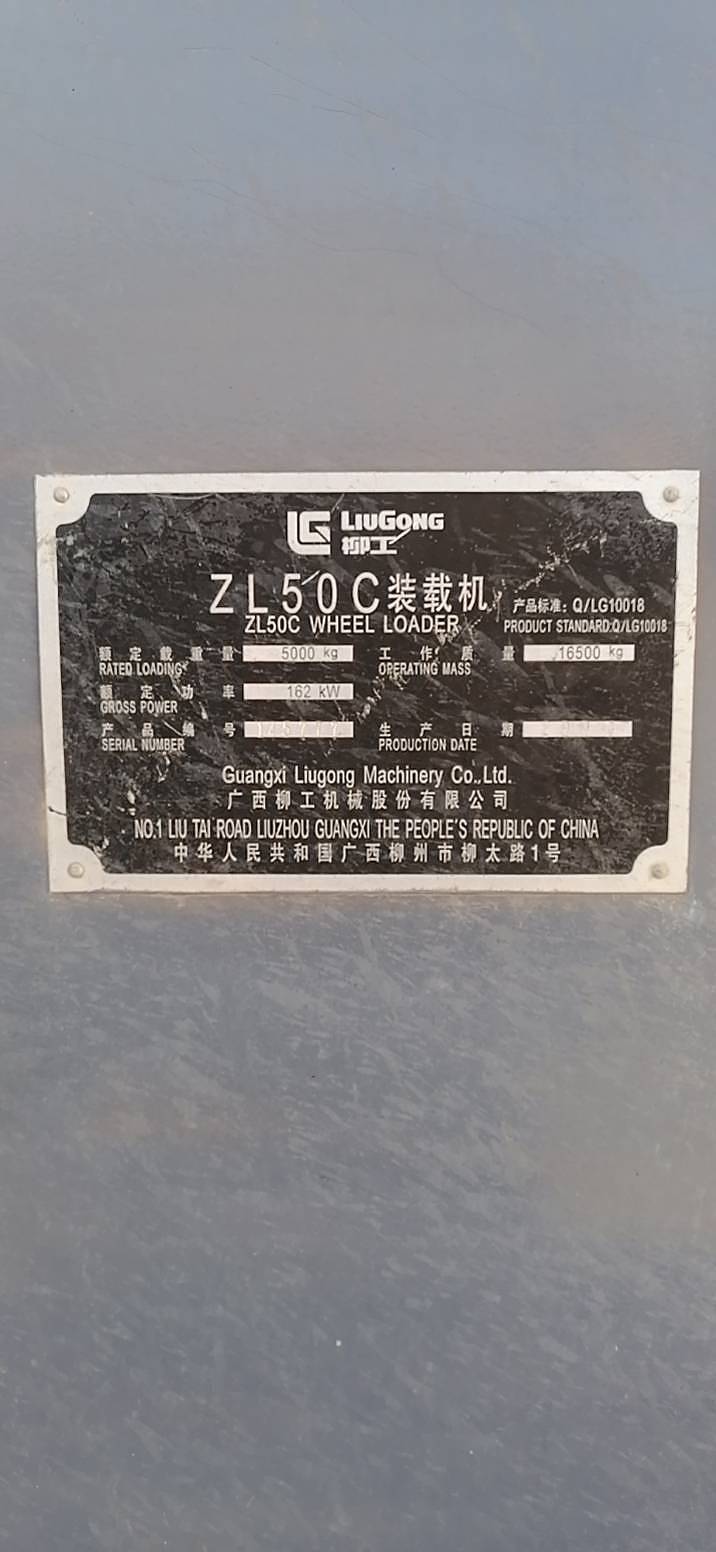 LG LIUGONG
柳工
ZL50C装载机 产品标准: Q/LG10018
ZL50C WHEEL LOADER PRODUCT STANDARD:Q/LG10018
额定载重量 5000 kg 工作质量 16500 kg
RATED LOADING OPERATING MASS
额定功率 162 kW
GROSS POWER
产品编号 生产日期
SERIAL NUMBER PRODUCTION DATE
Guangxi Liugong Machinery Co.,Ltd.
广西柳工机械股份有限公司
NO.1 LIU TAI ROAD LIUZHOU GUANGXI THE PEOPLE'S REPUBLIC OF CHINA
中华人民共和国广西柳州市柳太路1号